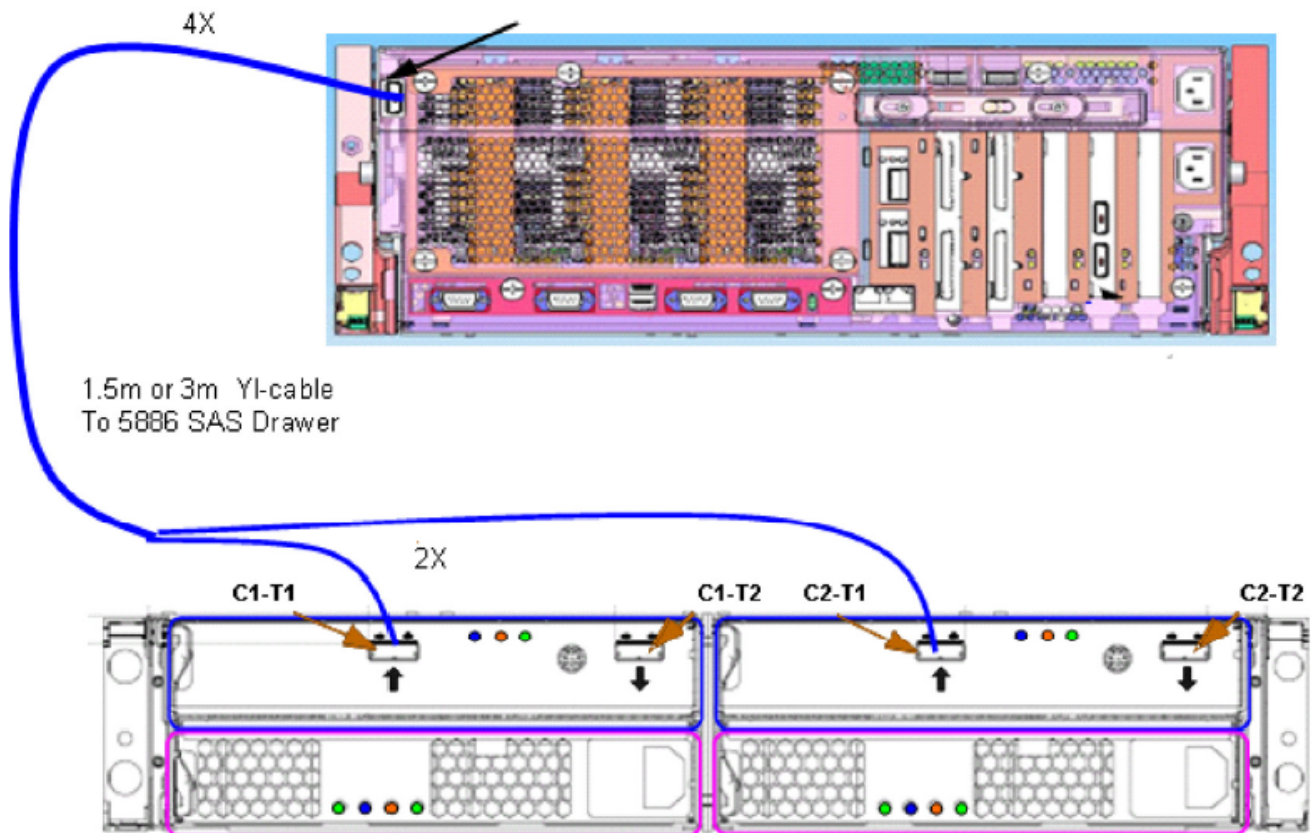 4X
1.5m or 3m YI-cable
To 5886 SAS Drawer
2X
C1-T1
C1-T2
C2-T1
C2-T2